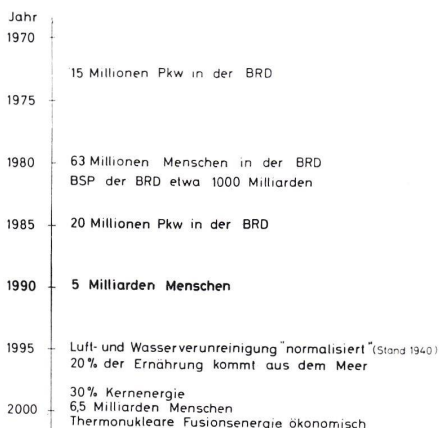 Jahr
1970
15 Millionen Pkw in der BRD
1975
1980 63 Millionen Menschen in der BRD
BSP der BRD etwa 1000 Milliarden
1985 20 Millionen Pkw in der BRD
1990 5 Milliarden Menschen
1995 Luft- und Wasserverunreinigung "normalisiert" (Stand 1940)
20% der Ernährung kommt aus dem Meer
30% Kernenergie
2000 6,5 Milliarden Menschen
Thermonukleare Fusionsenergie ökonomisch